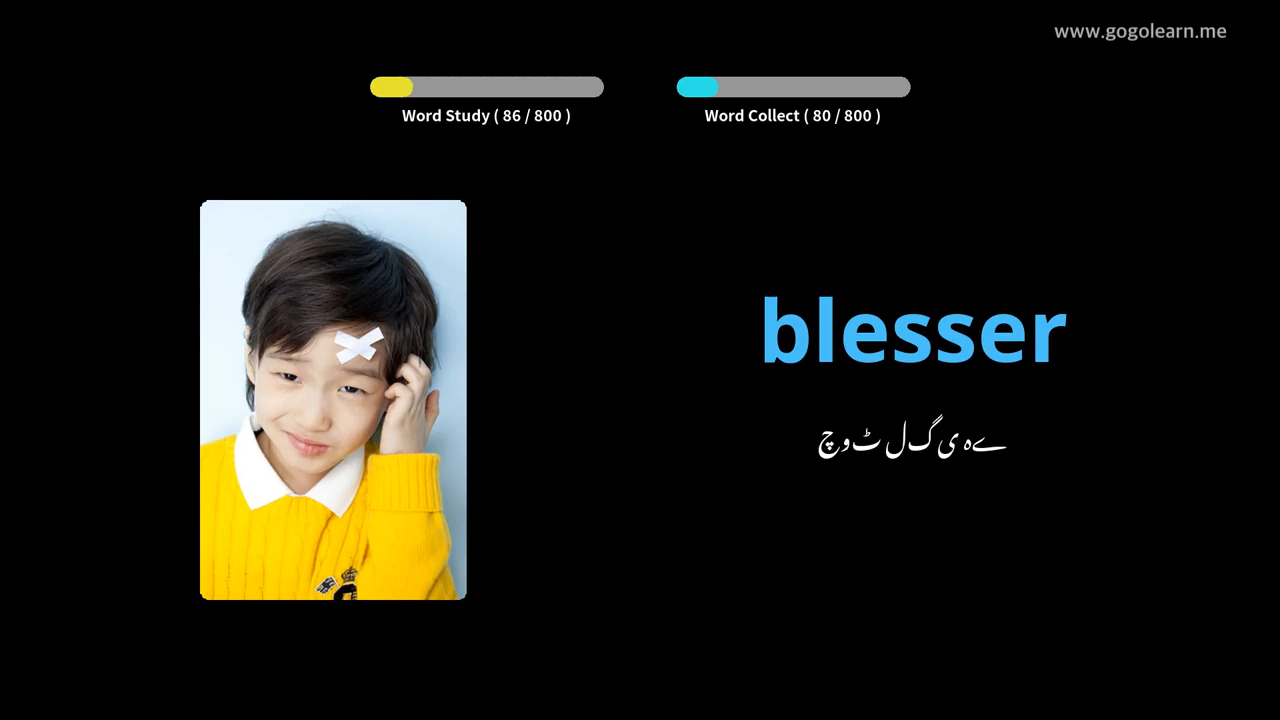 www.gogolearn.me
Word Study ( 86 / 800 )
Word Collect ( 80 / 800 )
blesser
چوٹ لگی ہے